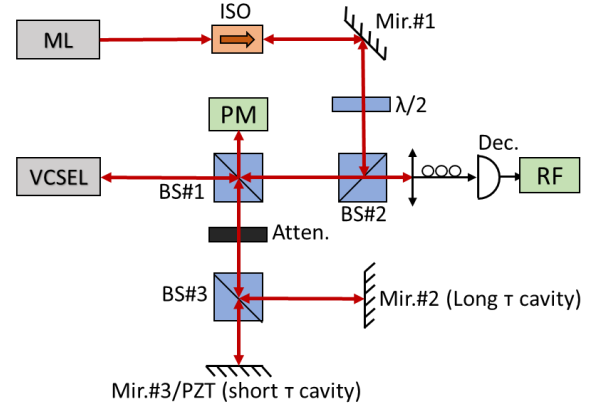 ISO
Mir.#1
ML
λ/2
PM
Dec.
VCSEL
BS#1
BS#2
RF
Atten.
BS#3
Mir.#2 (Long τ cavity)
Mir.#3/PZT (short τ cavity)